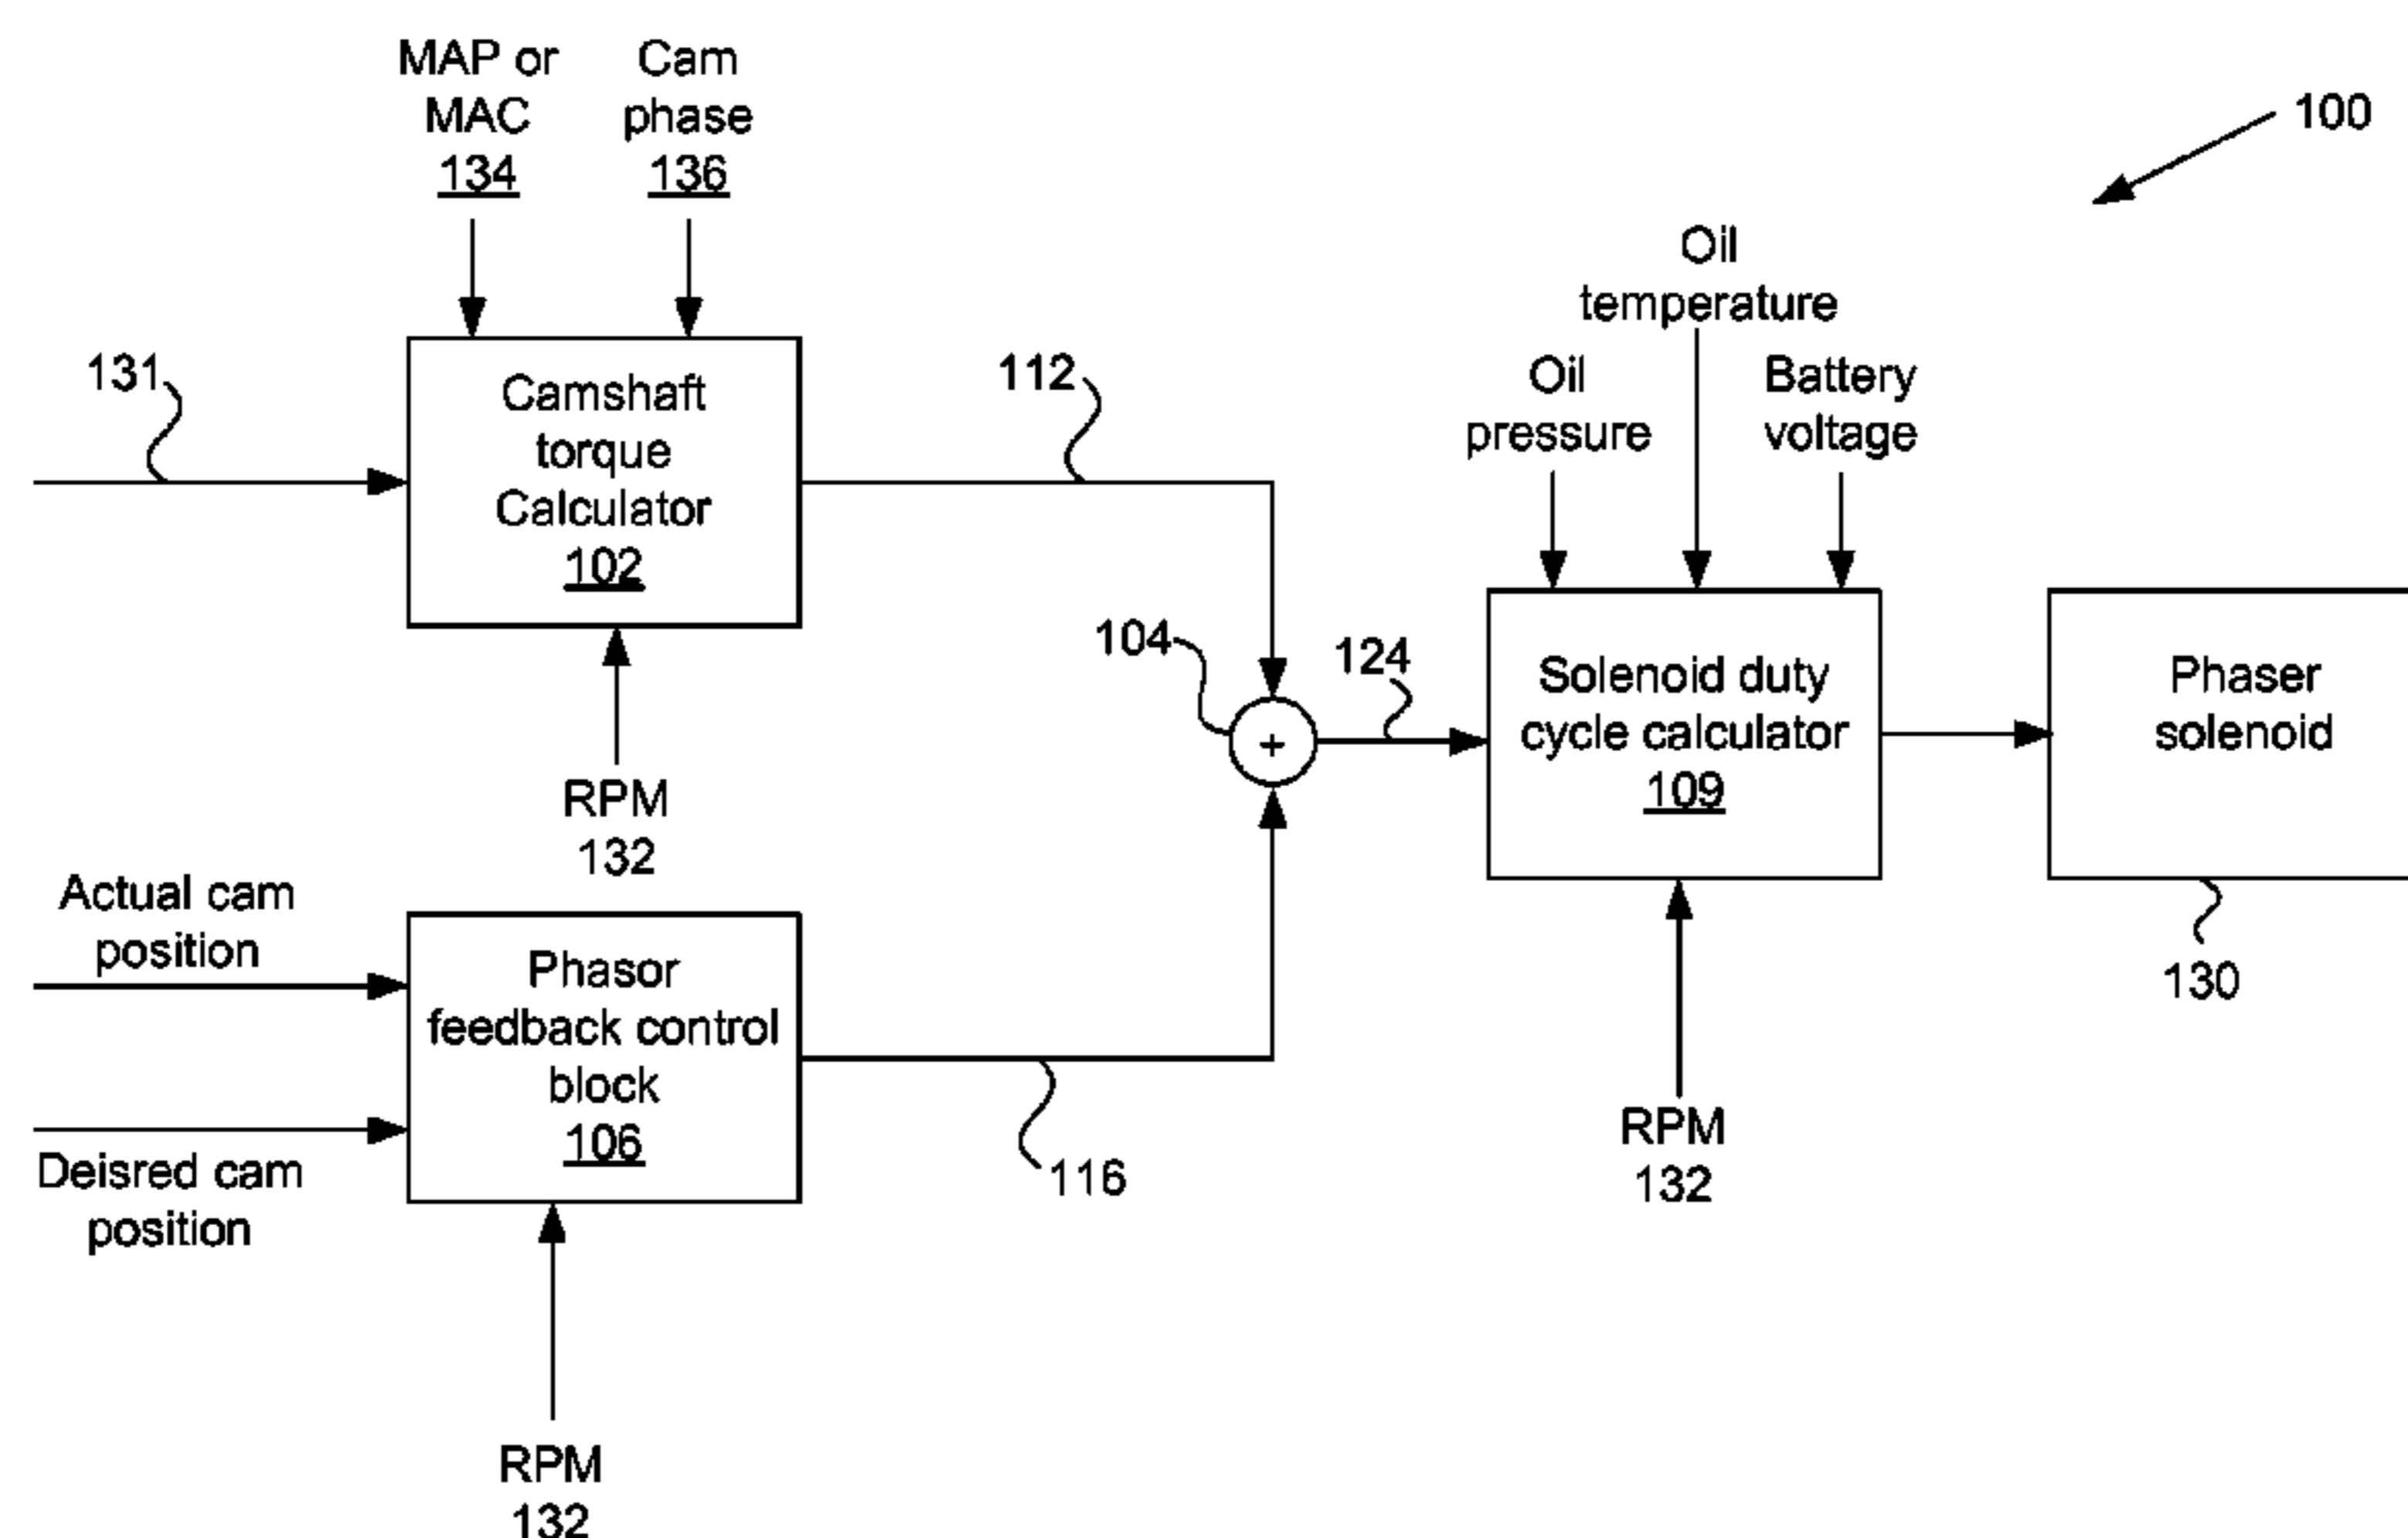 MAP or
MAC
134
Cam
phase
136
100
131
Camshaft
torque
Calculator
102
112
Oil
temperature
Oil
pressure
Battery
voltage
RPM
132
104
124
Solenoid duty
cycle calculator
109
Phaser
solenoid
130
Actual cam
position
Deisred cam
position
Phasor
feedback control
block
106
116
RPM
132
RPM
132